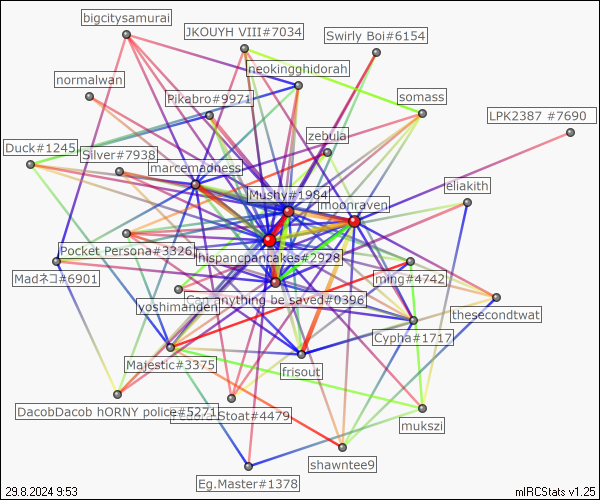 bigcitysamurai
JKOUYH VIII#7034
Swirly Boi#6154
neokingghidorah
normalwan
Pikabro#9971
somass
LPK2387 #7690
zebula
Duck#1245
Silver#7938
marcemadness
Mushy#1984
moonraven
eliakith
Pocket Persona#3326
hispancpancakes#2928
Madネコ#6901
ming#4742
Can anything be saved#0396
yoshimanden
thesecondtwat
Cypha#1717
Majestic#3375
frisout
DacobDacob hORNY police#5271
Stoat#4479
mukszi
shawntee9
Eg.Master#1378
29.8.2024 9:53
mIRCStats v1.25